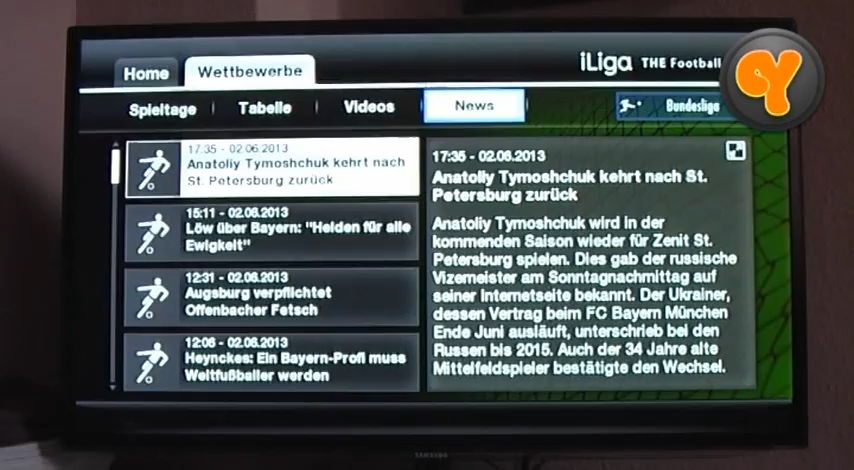 Home
Wettbewerbe
iLiga THE Football
Spieltage
Tabelle
Videos
News
Bundesliga
17:35 - 02.06.2013
Anatoliy Tymoshchuk kehrt nach
St. Petersburg zurück
15:11 - 02.06.2013
Löw über Bayern: "Helden für alle
Ewigkeit"
12:31 - 02.06.2013
Augsburg verpflichtet
Offenbacher Fetsch
12:06 - 02.06.2013
Heynckes: Ein Bayern-Profi muss
Weltfußballer werden
17:35 - 02.06.2013
Anatoliy Tymoshchuk kehrt nach St.
Petersburg zurück
Anatoliy Tymoshchuk wird in der
kommenden Saison wieder für Zenit St.
Petersburg spielen. Dies gab der russische
Vizemeister am Sonntagnachmittag auf
seiner Internetseite bekannt. Der Ukrainer,
dessen Vertrag beim FC Bayern München
Ende Juni ausläuft, unterschrieb bei den
Russen bis 2015. Auch der 34 Jahre alte
Mittelfeldspieler bestätigte den Wechsel.
SAMSUNG